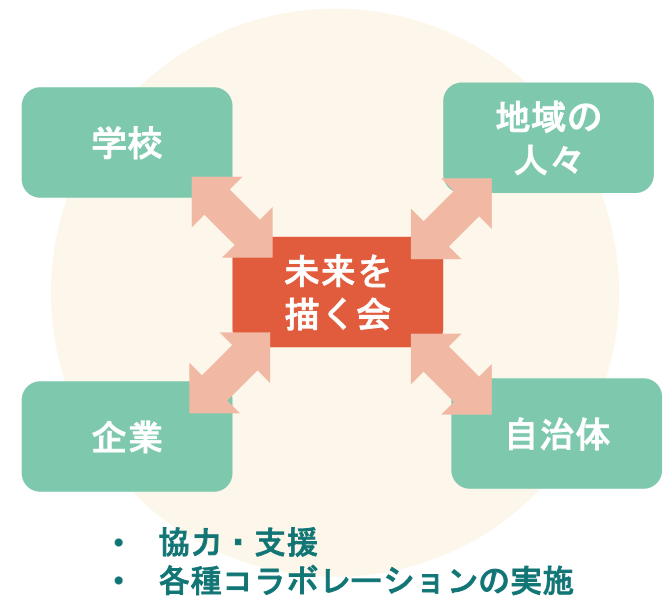 学校
地域の
人々
未来を
描く会
企業
自治体
• 協力・支援
• 各種コラボレーションの実施